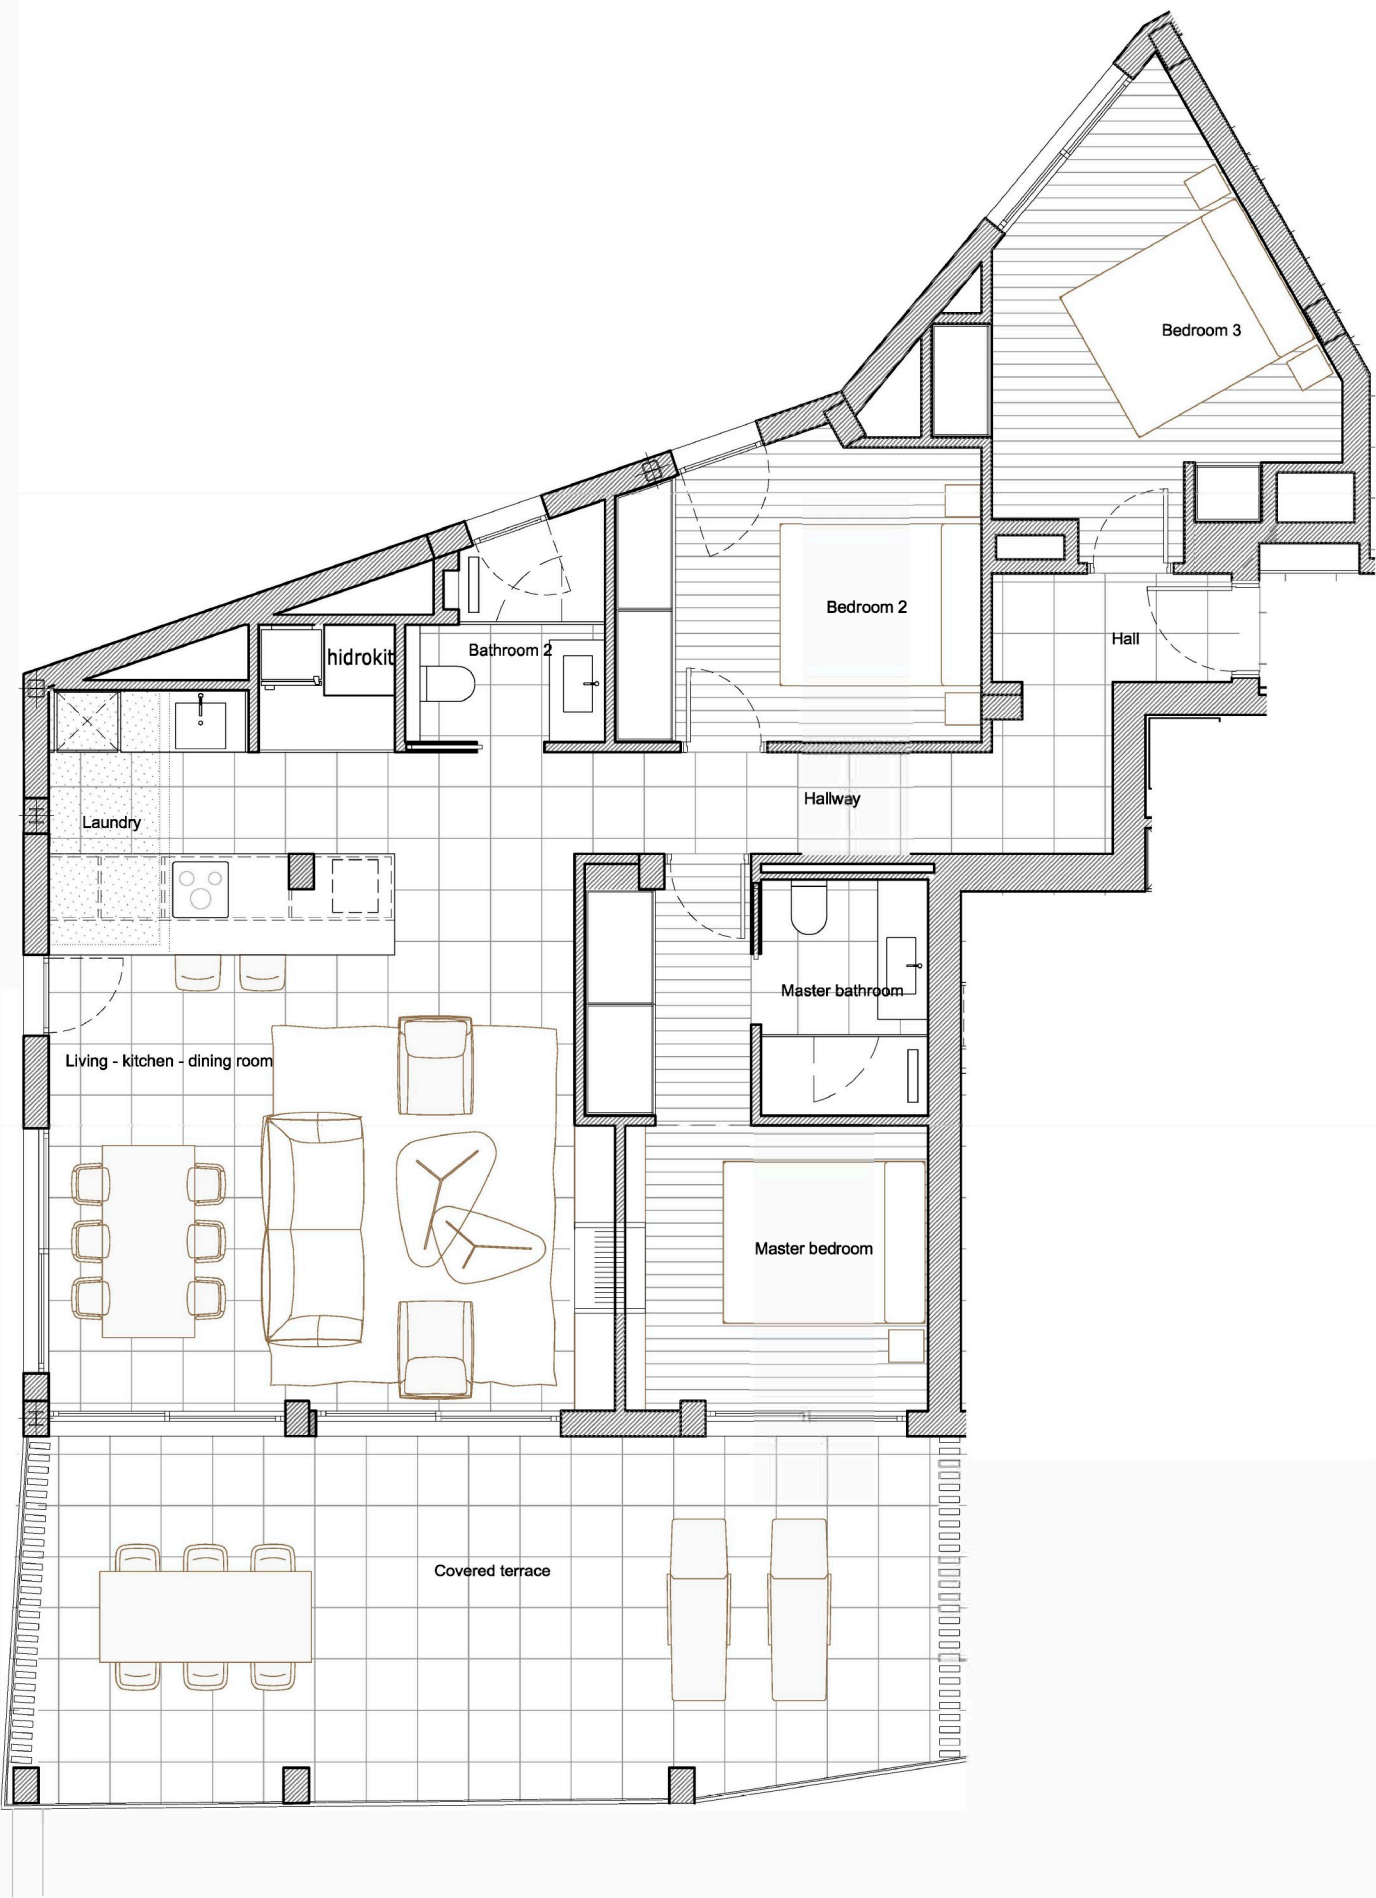 Bedroom 3
Bedroom 2
Hall
Bathroom 2
hidrokit
Hallway
Laundry
Master bathroom
Living - kitchen - dining room
Master bedroom
Covered terrace